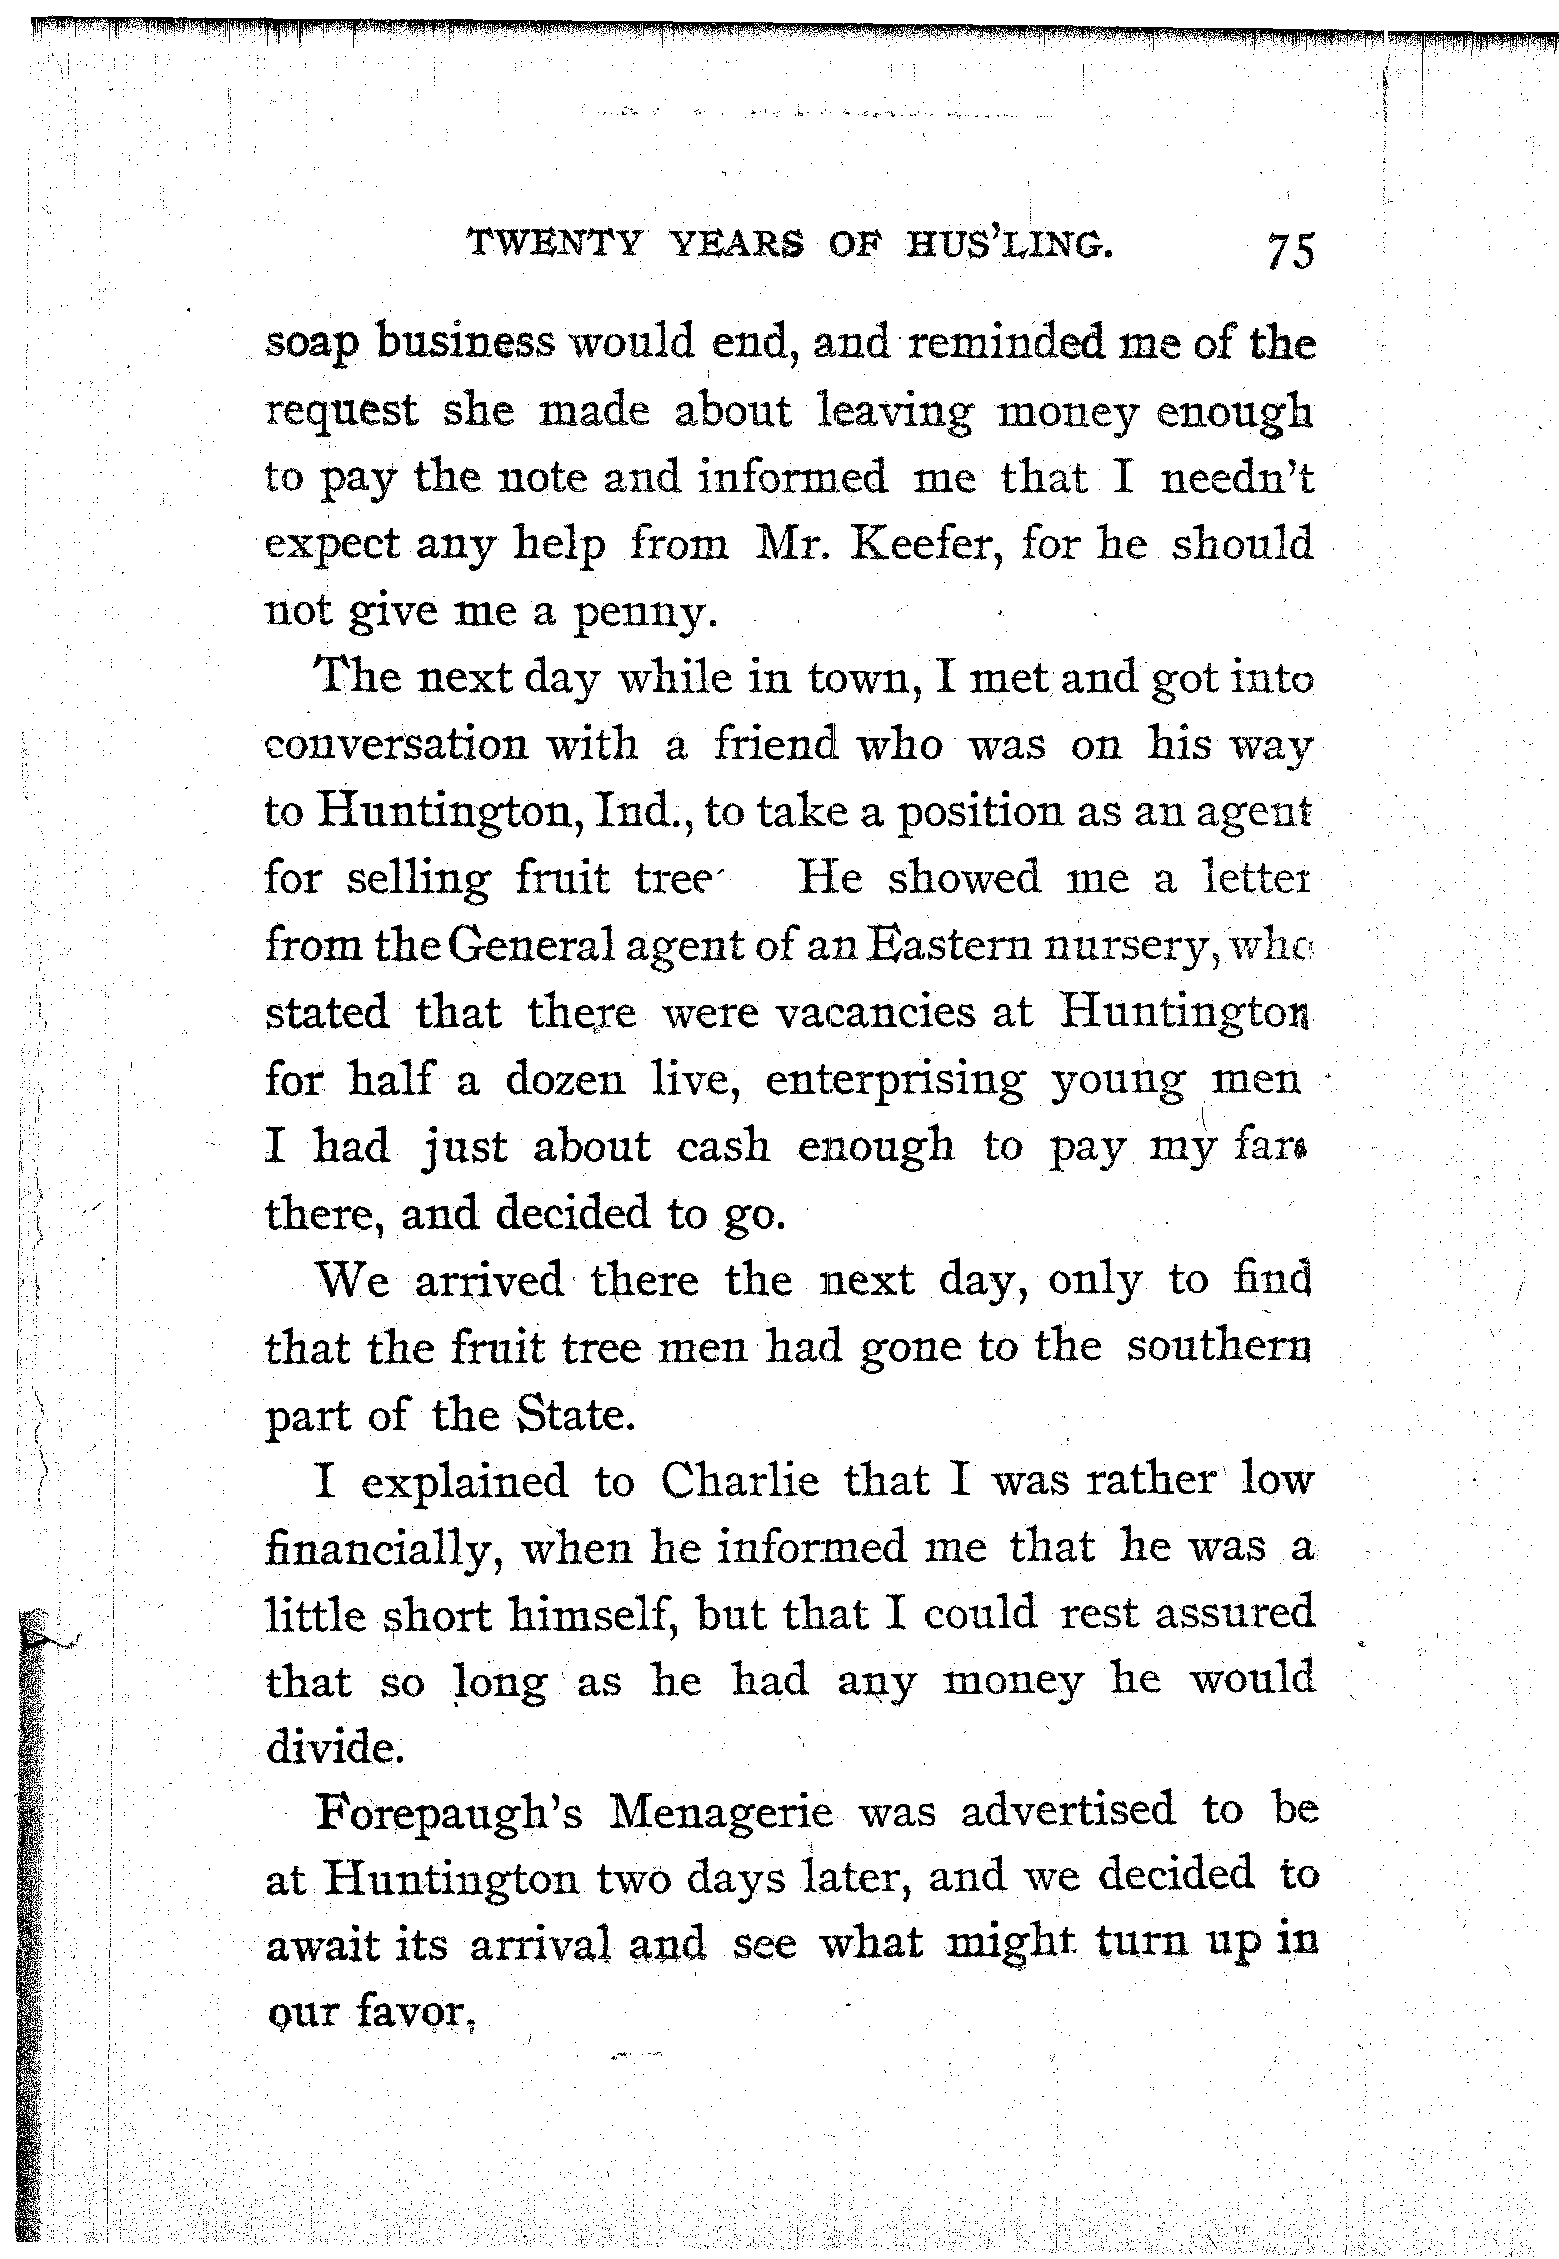 TWENTY YEARS OF HUS'LING. 75
soap business would end, and reminded me of the
request she made about leaving money enough
to pay the note and informed me that I needn't
expect any help from Mr. Keefer, for he should
not give me a penny.
The next day while in town, I met and got into
conversation with a friend who was on his way
to Huntington, Ind., to take a position as an agent
for selling fruit tree He showed me a letter
from the General agent of an Eastern nursery, who
stated that there were vacancies at Huntington
for half a dozen live, enterprising young men
I had just about cash enough to pay my fare
there, and decided to go.
We arrived there the next day, only to find
that the fruit tree men had gone to the southern
part of the State.
I explained to Charlie that I was rather low
financially, when he informed me that he was a
little short himself, but that I could rest assured
that so long as he had any money he would
divide.
Forepaugh's Menagerie was advertised to be
at Huntington two days later, and we decided to
await its arrival and see what might turn up in
our favor,